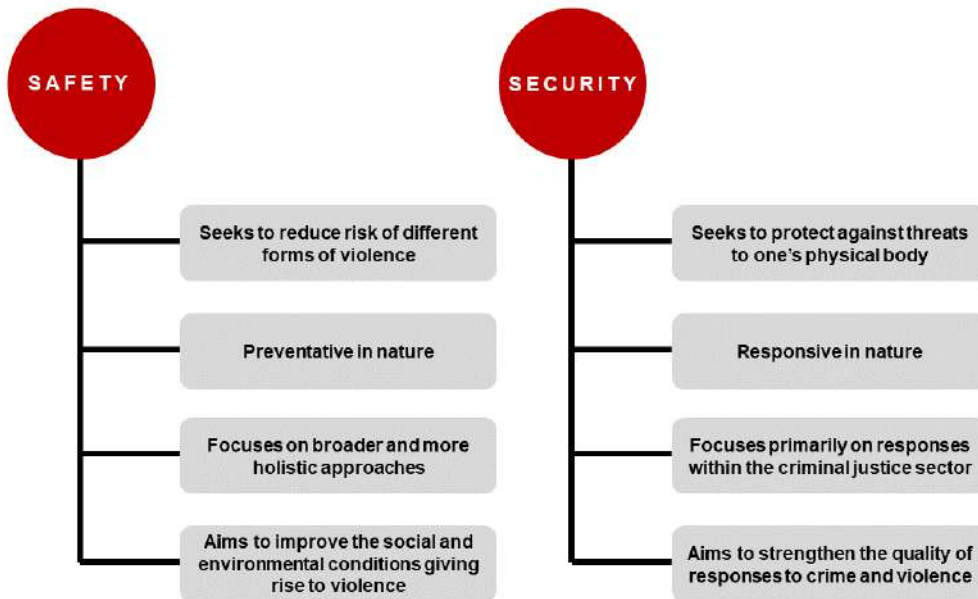 SAFETY
Seeks to reduce risk of different
forms of violence
Preventative in nature
Focuses on broader and more
holistic approaches
Aims to improve the social and
environmental conditions giving
rise to violence
SECURITY
Seeks to protect against threats
to one's physical body
Responsive in nature
Focuses primarily on responses
within the criminal justice sector
Aims to strengthen the quality of
responses to crime and violence